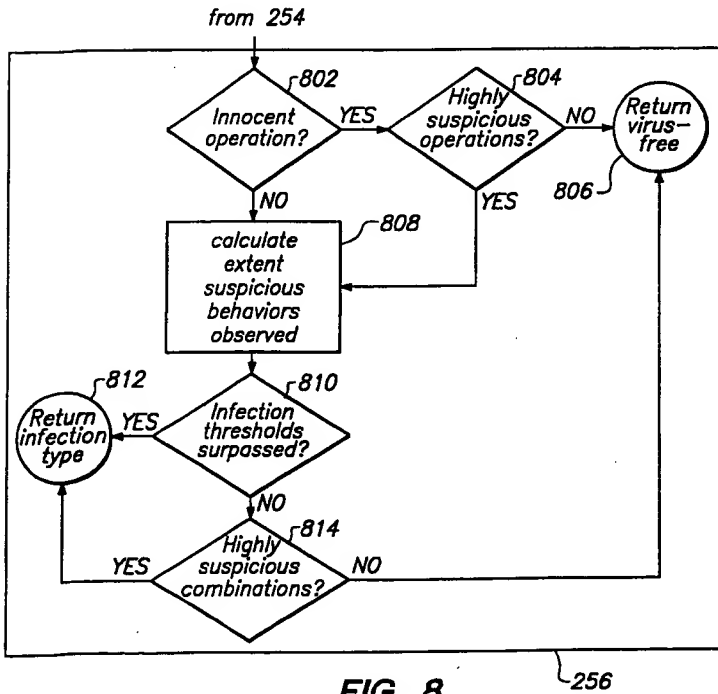 from 254
802
Innocent
operation?
YES
804
Highly
suspicious
operations?
NO
Return
virus-
free
806
NO
YES
808
calculate
extent
suspicious
behaviors
observed
812
Return
infection
type
YES
810
Infection
thresholds
surpassed?
NO
814
Highly
suspicious
combinations?
YES
NO
256
FIG. 8